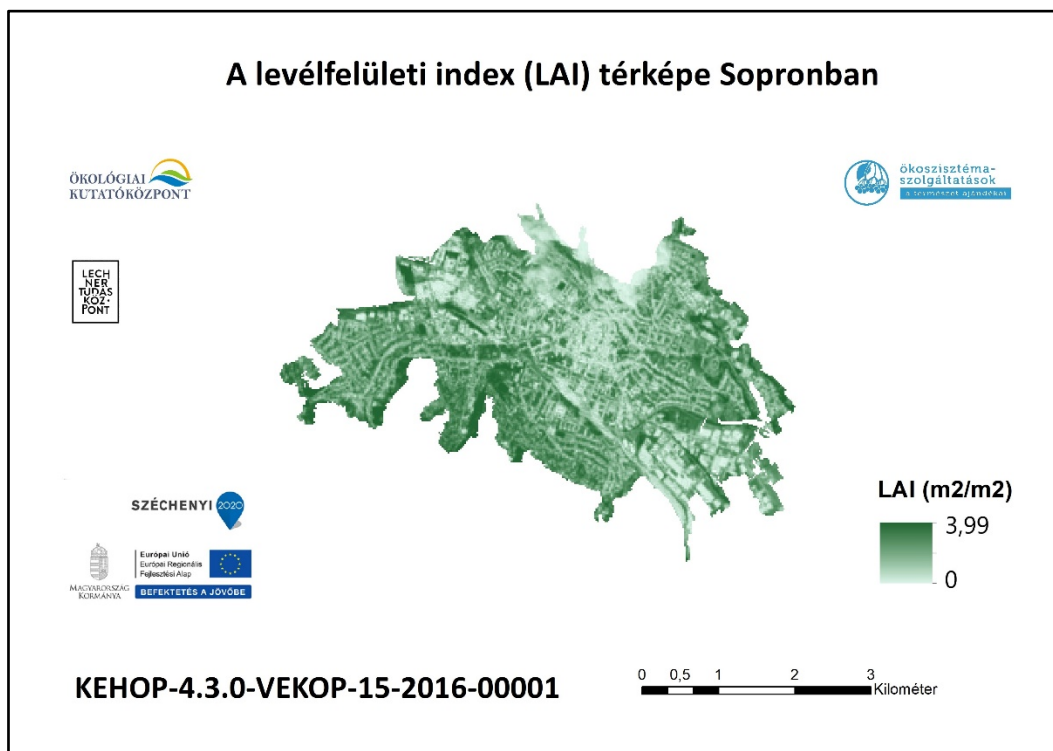 A levélfelületi index (LAI) térképe Sopronban
ÖKOLÓGIAI
KUTATÓKÖZPONT
ökoszisztéma-
szolgáltatások
a természet ajándékai
LECH
NER
TUDÁS
KÖZ·
PONT
SZÉCHENYI 2020
MAGYARORSZÁG
KORMÁNYA
Európai Unió
Európai Regionális
Fejlesztési Alap
BEFEKTETÉS A JÖVŐBE
LAI (m2/m2)
3,99
0
KEHOP-4.3.0-VEKOP-15-2016-00001
0 0,5 1 2 3
Kilométer